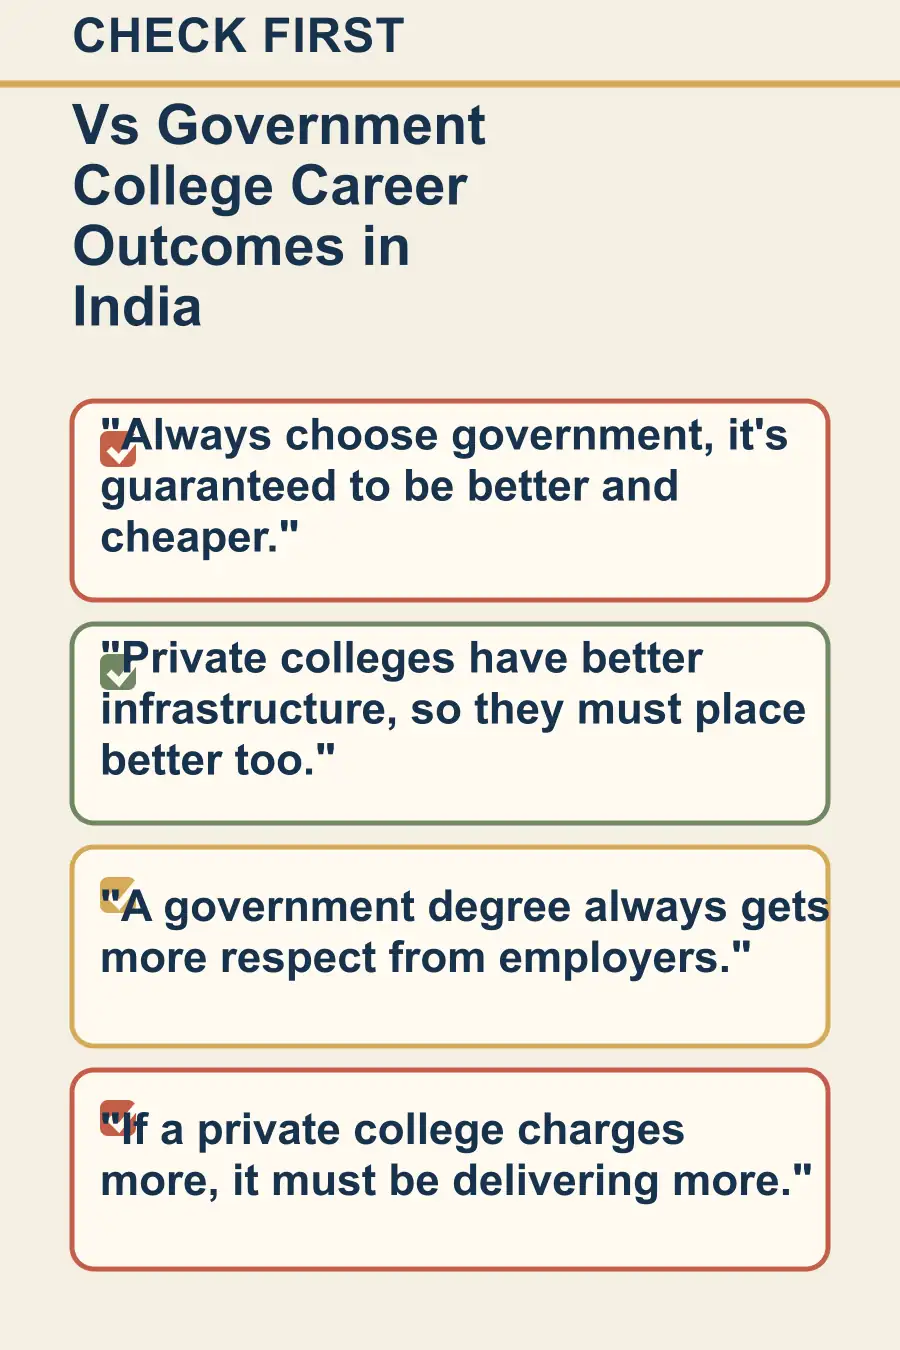 CHECK FIRST
Vs Government
College Career
Outcomes in
India
"Always choose government, it's
guaranteed to be better and
cheaper."
"Private colleges have better
infrastructure, so they must place
better too."
"A government degree always gets
more respect from employers."
"If a private college charges
more, it must be delivering more."